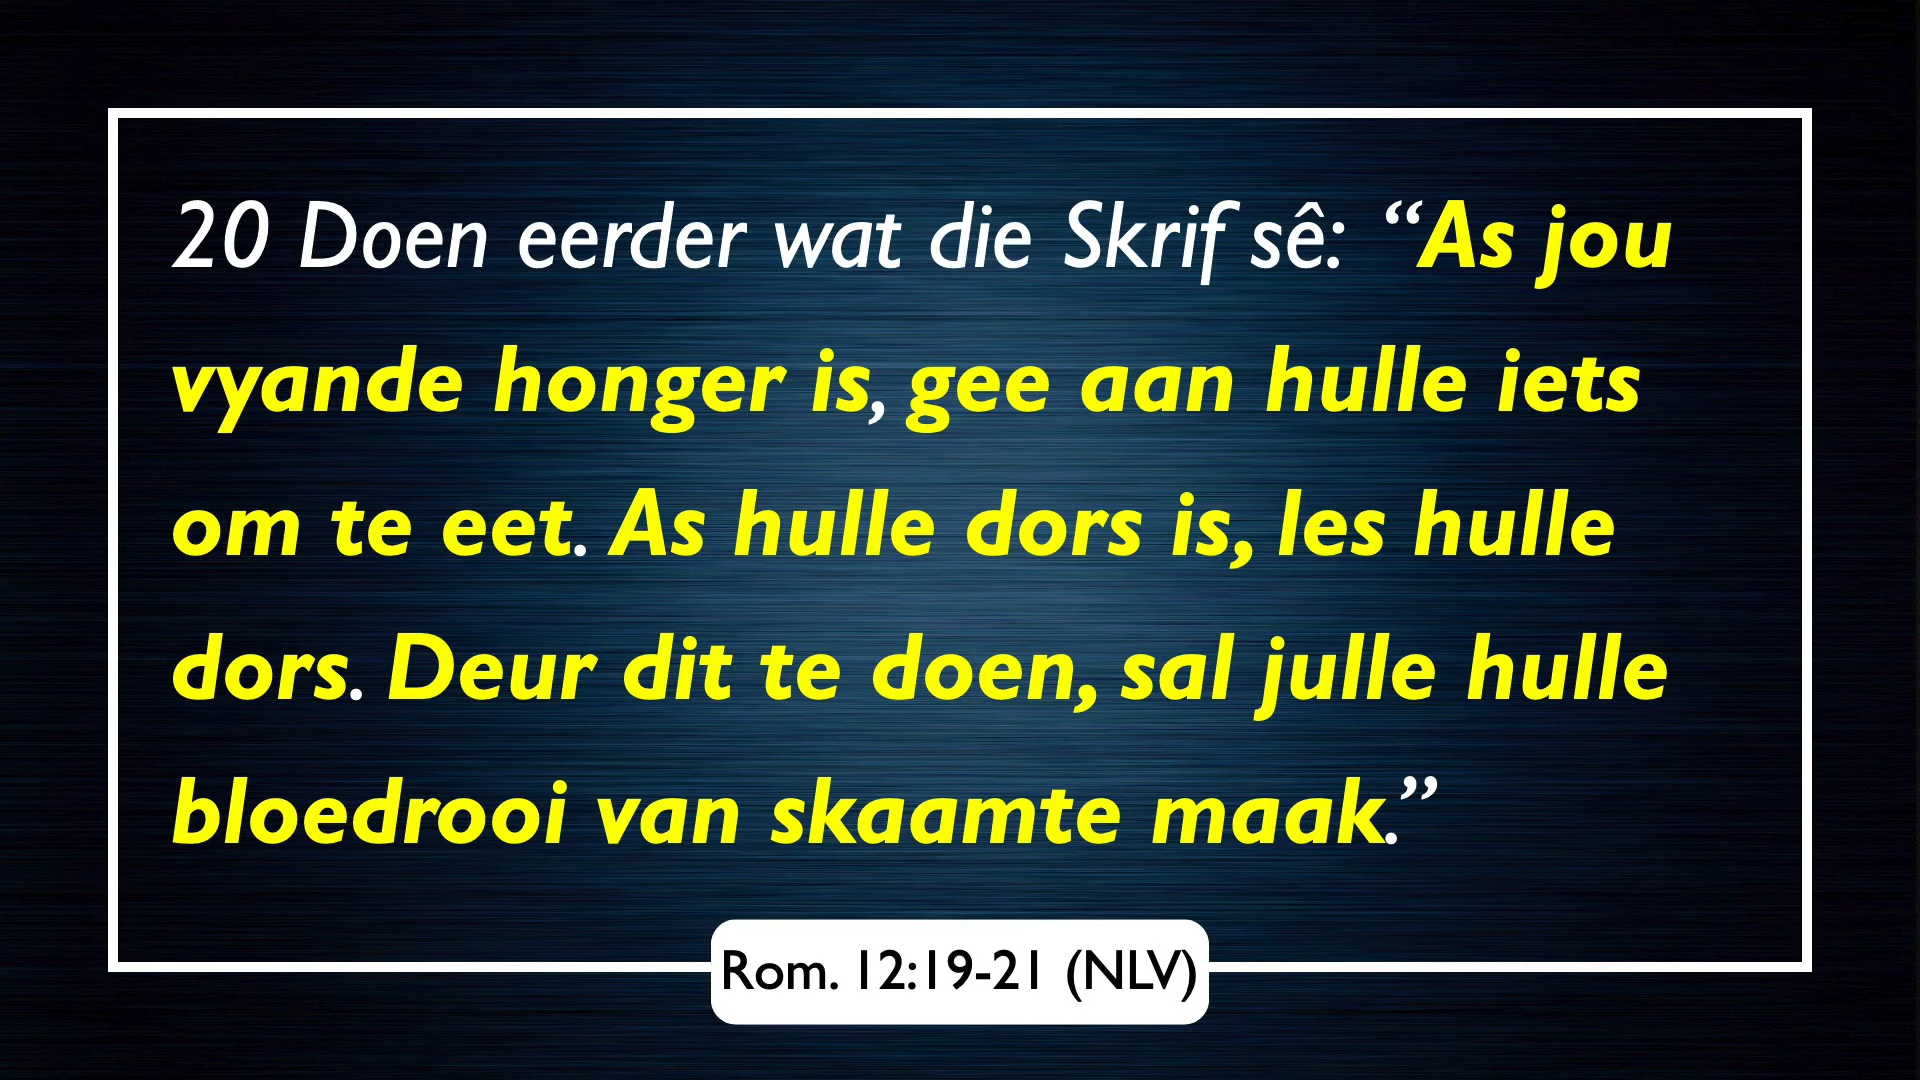 20 Doen eerder wat die Skrif sê: “As jou
vyande honger is, gee aan hulle iets
om te eet. As hulle dors is, les hulle
dors. Deur dit te doen, sal julle hulle
bloedrooi van skaamte maak.”
Rom. 12:19-21 (NLV)